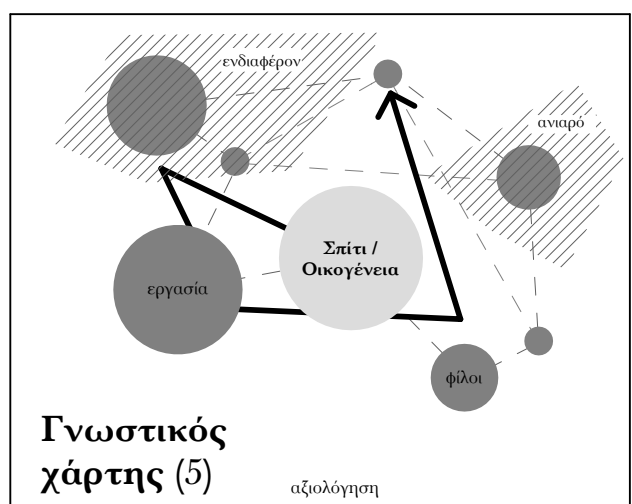 ενδιαφέρον
ανιαρό
Σπίτι /
Οικογένεια
εργασία
φίλοι
Γνωστικός
χάρτης (5)
αξιολόγηση